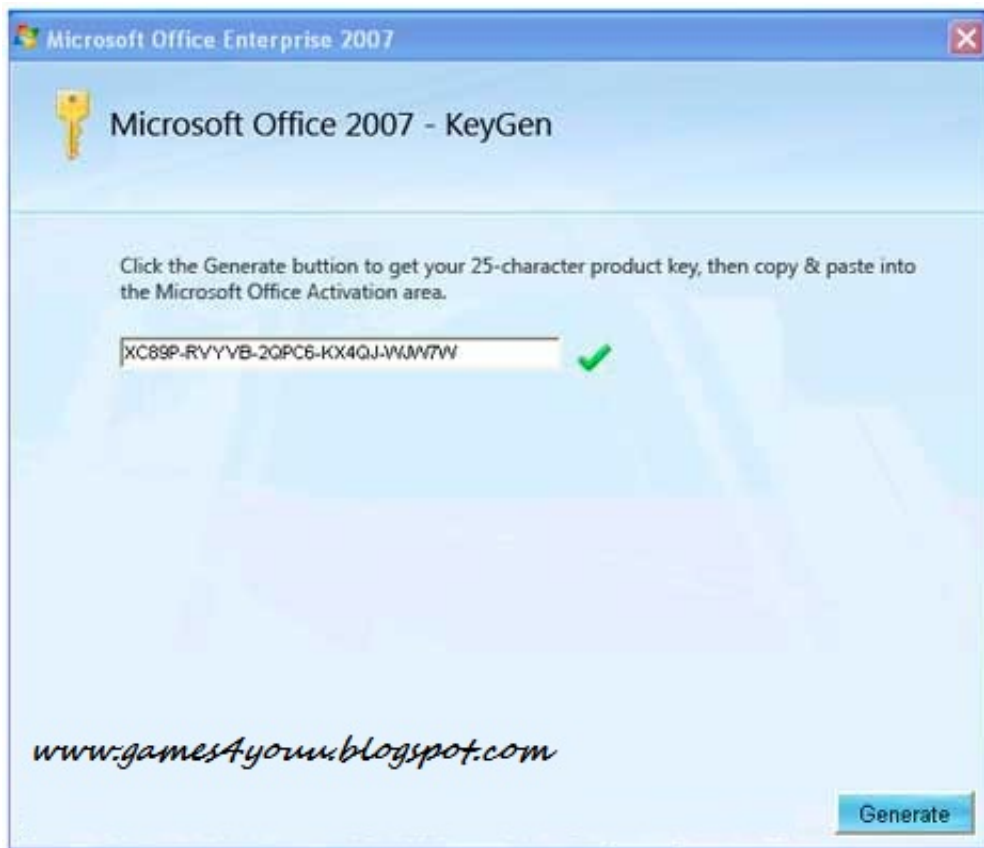 Microsoft Office Enterprise 2007
Microsoft Office 2007 - KeyGen
Click the Generate buttion to get your 25-character product key, then copy & paste into
the Microsoft Office Activation area.
www.games4youu.blogspot.com
Generate